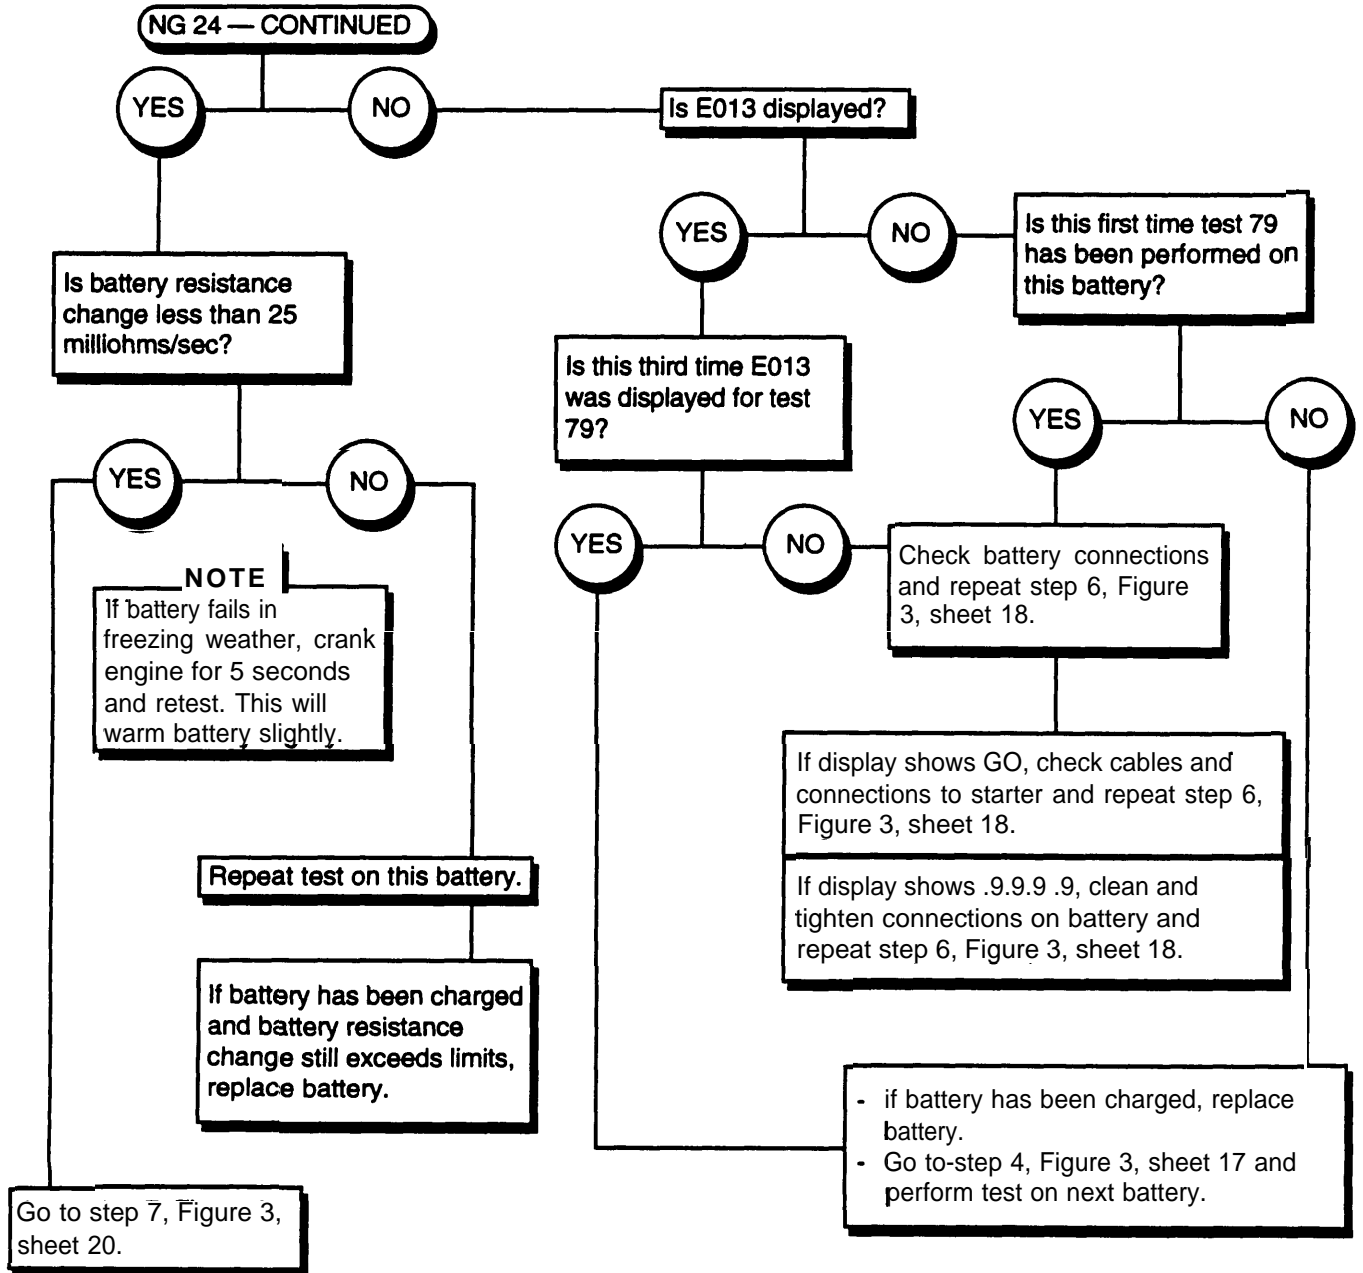 NG 24 — CONTINUED
YES
NO
Is E013 displayed?
YES
NO
Is this first time test 79
has been performed on
this battery?
Is battery resistance
change less than 25
milliohms/sec?
Is this third time E013
was displayed for test
79?
YES
NO
YES
NO
YES
NO
Check battery connections
and repeat step 6, Figure
3, sheet 18.
NOTE
If battery fails in
freezing weather, crank
engine for 5 seconds
and retest. This will
warm battery slightly.
If display shows GO, check cables and
connections to starter and repeat step 6,
Figure 3, sheet 18.
If display shows .9.9.9 .9, clean and
tighten connections on battery and
repeat step 6, Figure 3, sheet 18.
Repeat test on this battery.
If battery has been charged
and battery resistance
change still exceeds limits,
replace battery.
- if battery has been charged, replace
battery.
- Go to-step 4, Figure 3, sheet 17 and
perform test on next battery.
Go to step 7, Figure 3,
sheet 20.